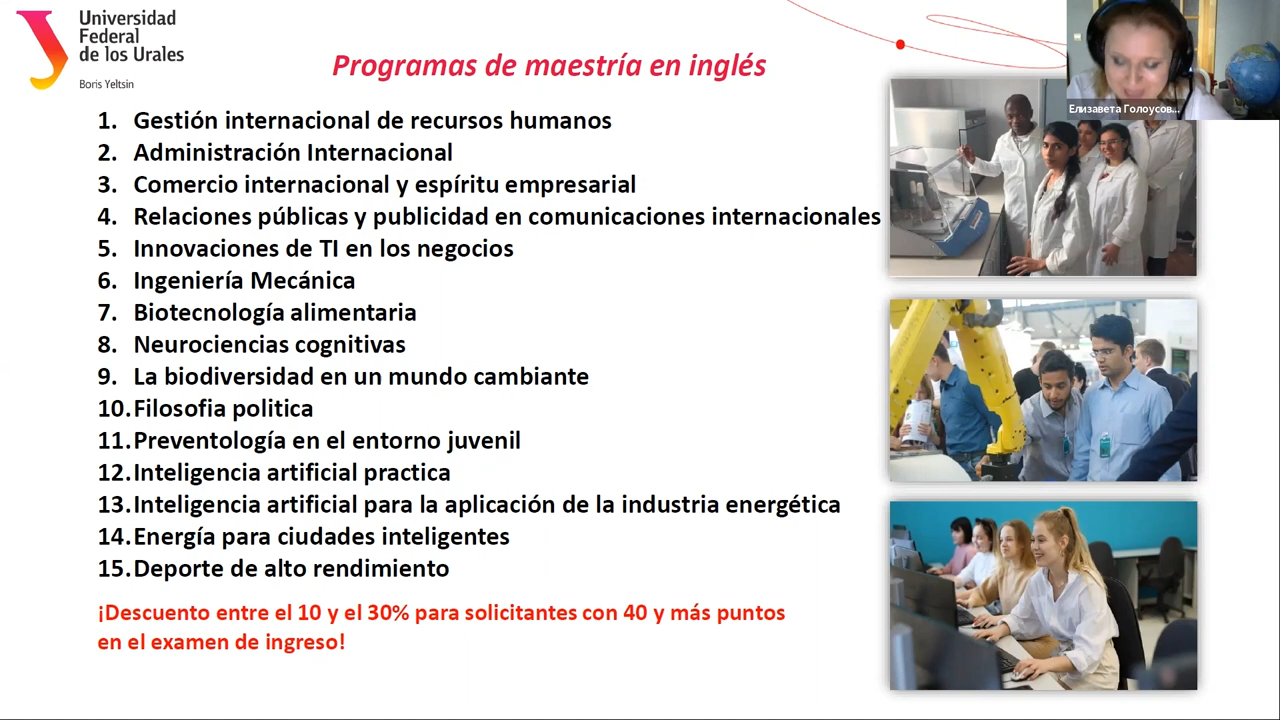 Universidad
Federal
de los Urales
Boris Yeltsin
Programas de maestría en inglés
Елизавета Голоусов...
1. Gestión internacional de recursos humanos
2. Administración Internacional
3. Comercio internacional y espíritu empresarial
4. Relaciones públicas y publicidad en comunicaciones internacionales
5. Innovaciones de TI en los negocios
6. Ingeniería Mecánica
7. Biotecnología alimentaria
8. Neurociencias cognitivas
9. La biodiversidad en un mundo cambiante
10. Filosofia politica
11. Preventología en el entorno juvenil
12. Inteligencia artificial practica
13. Inteligencia artificial para la aplicación de la industria energética
14. Energía para ciudades inteligentes
15. Deporte de alto rendimiento
¡Descuento entre el 10 y el 30% para solicitantes con 40 y más puntos
en el examen de ingreso!